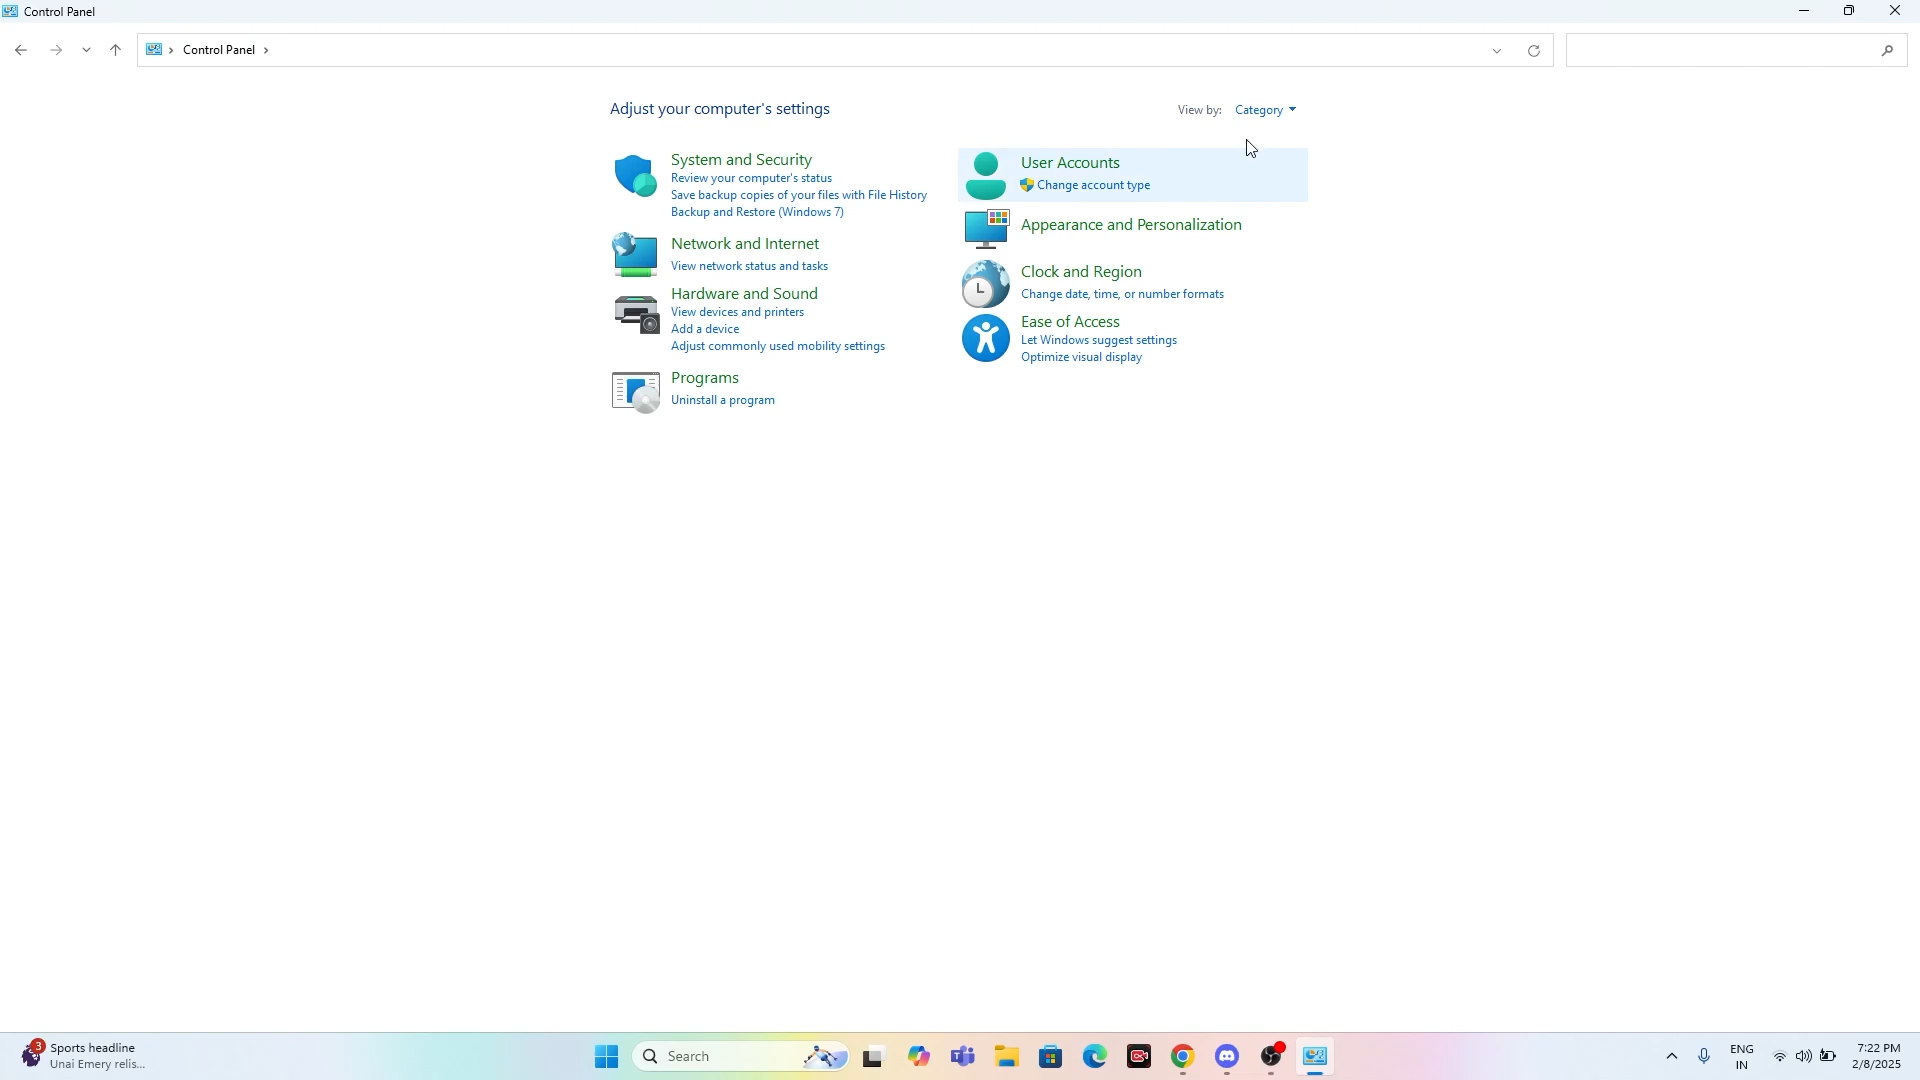 Control Panel
Control Panel
Adjust your computer's settings
View by: Category
System and Security
Review your computer's status
Save backup copies of your files with File History
Backup and Restore (Windows 7)
Network and Internet
View network status and tasks
Hardware and Sound
View devices and printers
Add a device
Adjust commonly used mobility settings
Programs
Uninstall a program
User Accounts
Change account type
Appearance and Personalization
Clock and Region
Change date, time, or number formats
Ease of Access
Let Windows suggest settings
Optimize visual display
3
Sports headline
Unai Emery relis...
Search
ENG
IN
7:22 PM
2/8/2025